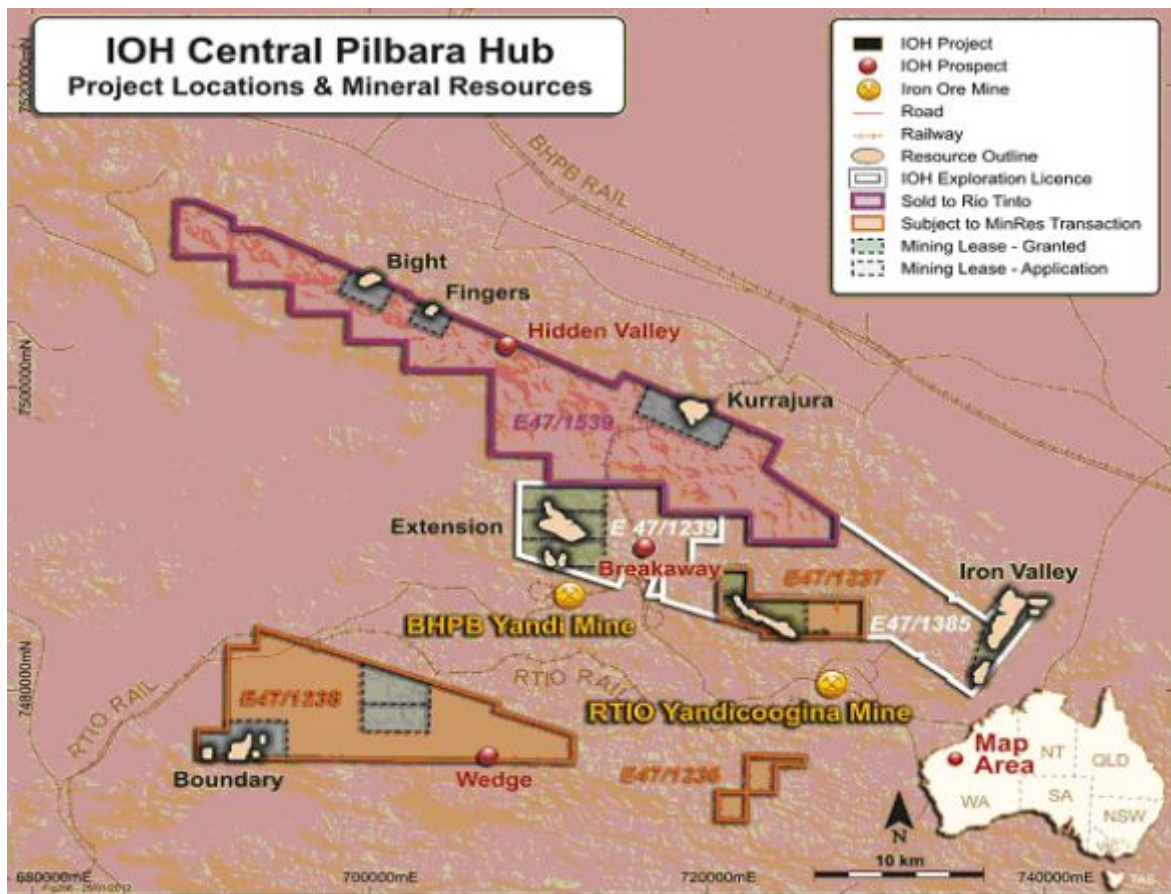 IOH Central Pilbara Hub
Project Locations & Mineral Resources
IOH Project
IOH Prospect
Iron Ore Mine
Road
Railway
Resource Outline
IOH Exploration Licence
Sold to Rio Tinto
Subject to MinRes Transaction
Mining Lease - Granted
Mining Lease - Application
7520000mN
BHPB RAIL
Bight
Fingers
Hidden Valley
7500000mN
Kurrajura
E47/1539
Extension
E 47/1239
Breakaway
Iron Valley
E47/1237
BHPB Yandi Mine
E47/1385
7480000mN
RTIO RAIL
E47/1238
RTIO RAIL
RTIO Yandicoogina Mine
Boundary
Wedge
E47/1236
Map
Area
NT
QLD
WA
SA
NSW
TAS
N
10 km
680000mE
700000mE
720000mE
740000mE